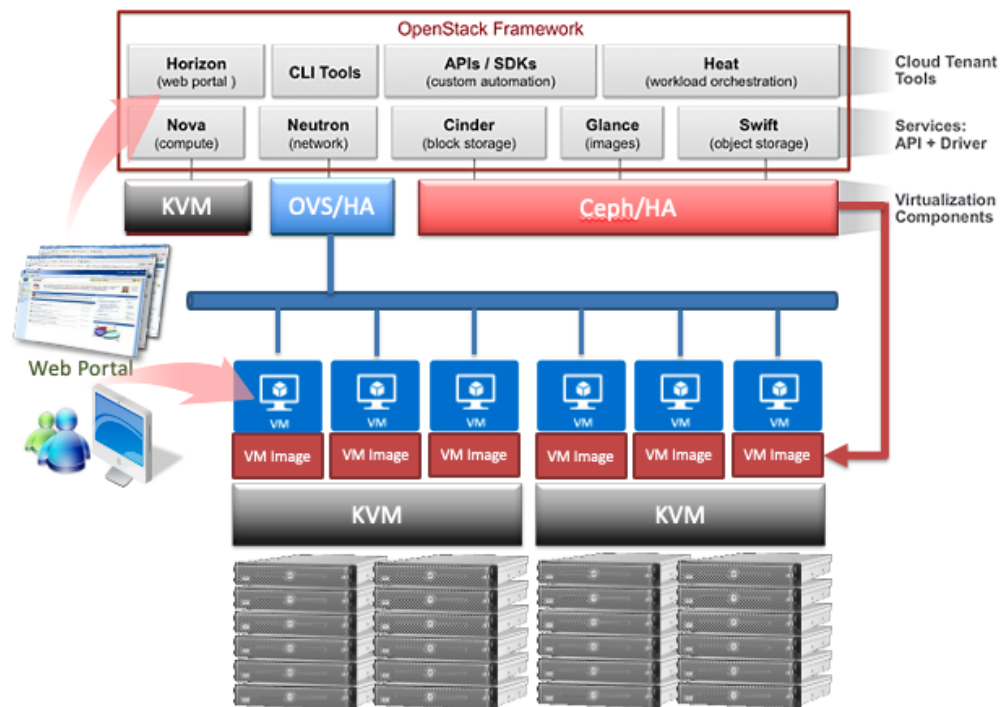 OpenStack Framework
Horizon
(web portal )
CLI Tools
APIs / SDKs
(custom automation)
Heat
(workload orchestration)
Cloud Tenant
Tools
Nova
(compute)
Neutron
(network)
Cinder
(block storage)
Glance
(images)
Swift
(object storage)
Services:
API + Driver
KVM
OVS/HA
Ceph/HA
Virtualization
Components
Web Portal
VM
VM
VM
VM
VM
VM
VM Image
VM Image
VM Image
VM Image
VM Image
VM Image
KVM
KVM